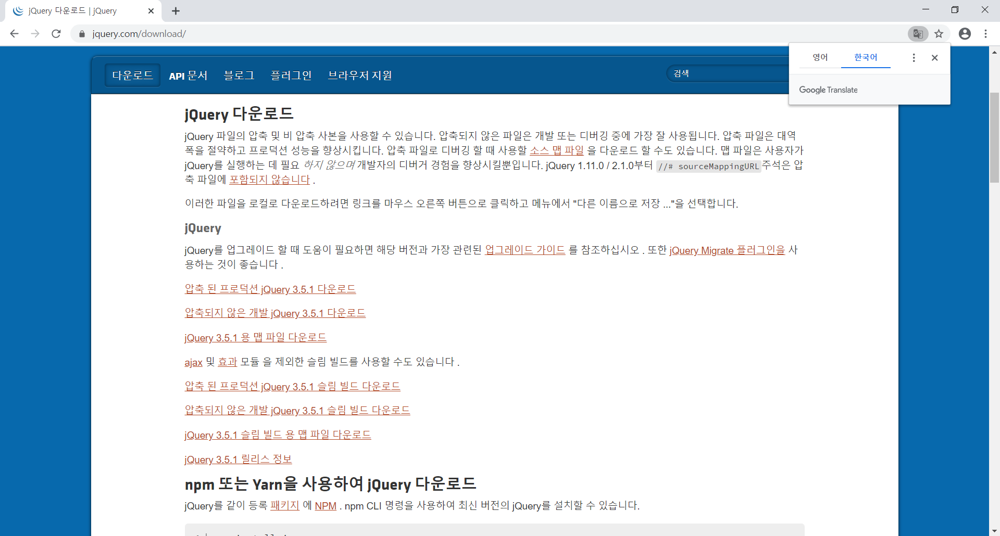 jQuery 다운로드 | jQuery
jquery.com/download/
영어 한국어
Google Translate
다운로드 API 문서 블로그 플러그인 브라우저 지원 검색
jQuery 다운로드
jQuery 파일의 압축 및 비 압축 사본을 사용할 수 있습니다. 압축되지 않은 파일은 개발 또는 디버깅 중에 가장 잘 사용됩니다. 압축 파일은 대역
폭을 절약하고 프로덕션 성능을 향상시킵니다. 압축 파일로 디버깅 할 때 사용할 소스 맵 파일 을 다운로드 할 수도 있습니다. 맵 파일은 사용자가
jQuery를 실행하는 데 필요 하지 않으며 개발자의 디버거 경험을 향상시킬뿐입니다. jQuery 1.11.0 / 2.1.0부터 //# sourceMappingURL주석은 압
축 파일에 포함되지 않습니다 .
이러한 파일을 로컬로 다운로드하려면 링크를 마우스 오른쪽 버튼으로 클릭하고 메뉴에서 "다른 이름으로 저장 ..."을 선택합니다.
jQuery
jQuery를 업그레이드 할 때 도움이 필요하면 해당 버전과 가장 관련된 업그레이드 가이드 를 참조하십시오 . 또한 jQuery Migrate 플러그인을 사
용하는 것이 좋습니다 .
압축 된 프로덕션 jQuery 3.5.1 다운로드
압축되지 않은 개발 jQuery 3.5.1 다운로드
jQuery 3.5.1 용 맵 파일 다운로드
ajax 및 효과 모듈 을 제외한 슬림 빌드를 사용할 수도 있습니다 .
압축 된 프로덕션 jQuery 3.5.1 슬림 빌드 다운로드
압축되지 않은 개발 jQuery 3.5.1 슬림 빌드 다운로드
jQuery 3.5.1 슬림 빌드 용 맵 파일 다운로드
jQuery 3.5.1 릴리스 정보
npm 또는 Yarn을 사용하여 jQuery 다운로드
jQuery를 같이 등록 패키지 에 NPM . npm CLI 명령을 사용하여 최신 버전의 jQuery를 설치할 수 있습니다.